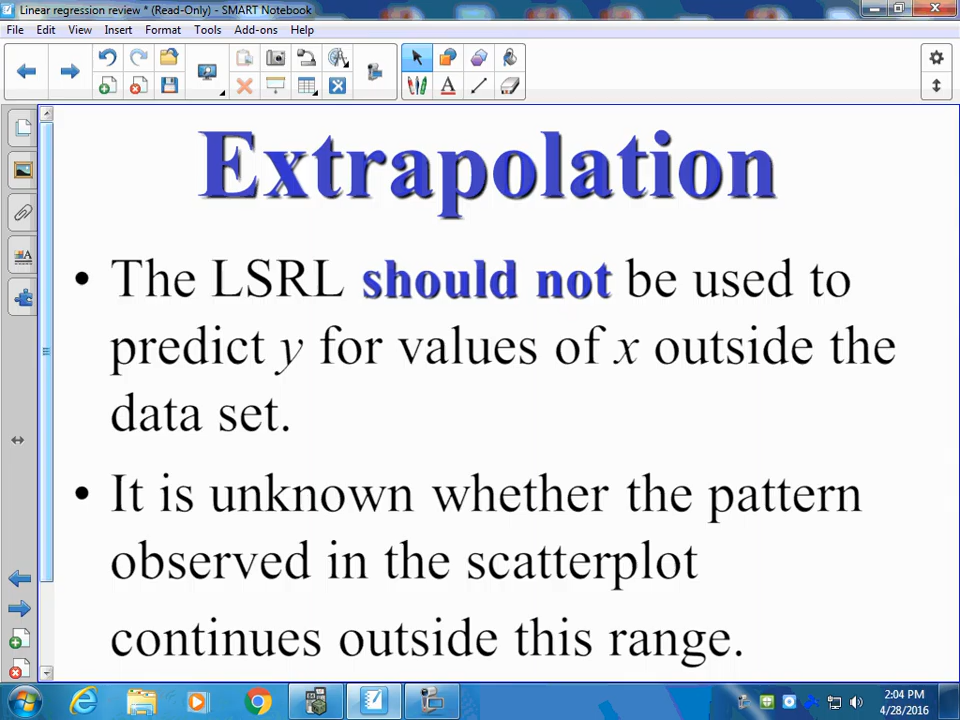 Linear regression review * (Read-Only) - SMART Notebook
File Edit View Insert Format Tools Add-ons Help
Extrapolation
• The LSRL should not be used to
predict y for values of x outside the
data set.
• It is unknown whether the pattern
observed in the scatterplot
continues outside this range.
2:04 PM
4/28/2016